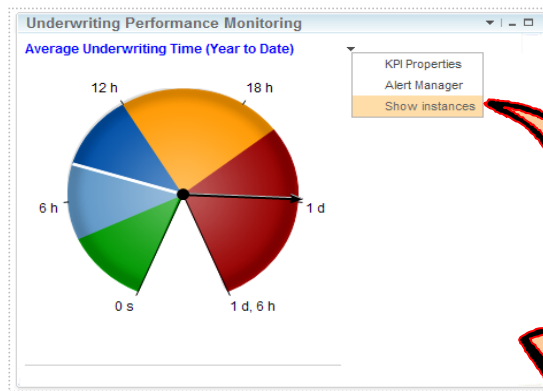 Underwriting Performance Monitoring
Average Underwriting Time (Year to Date)
KPI Properties
Alert Manager
Show instances
12 h
18 h
6 h
1 d
0 s
1 d, 6 h